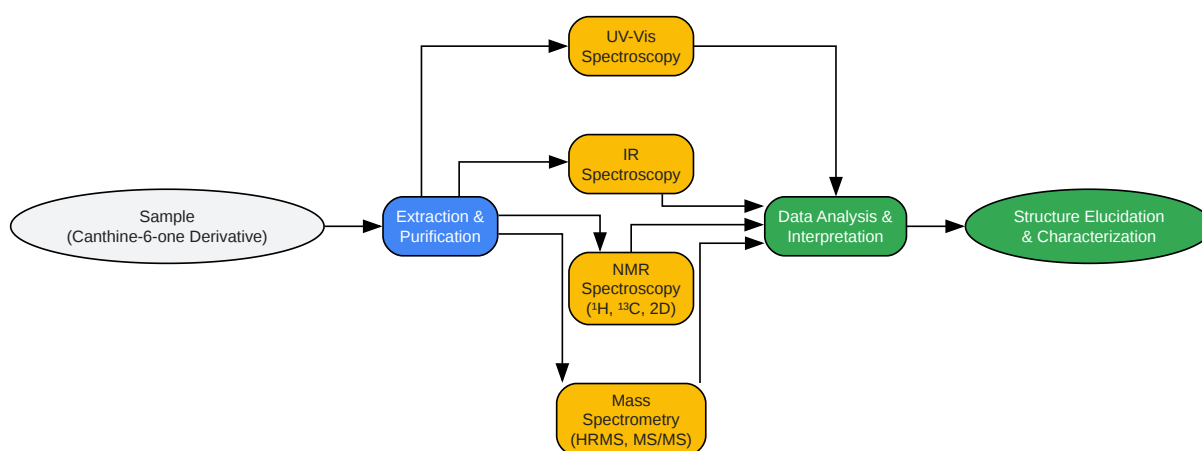 UV-Vis
Spectroscopy
IR
Spectroscopy
Sample
(Canthine-6-one Derivative)
Extraction &
Purification
Data Analysis &
Interpretation
Structure Elucidation
& Characterization
NMR
Spectroscopy
(¹H, ¹³C, 2D)
Mass
Spectrometry
(HRMS, MS/MS)